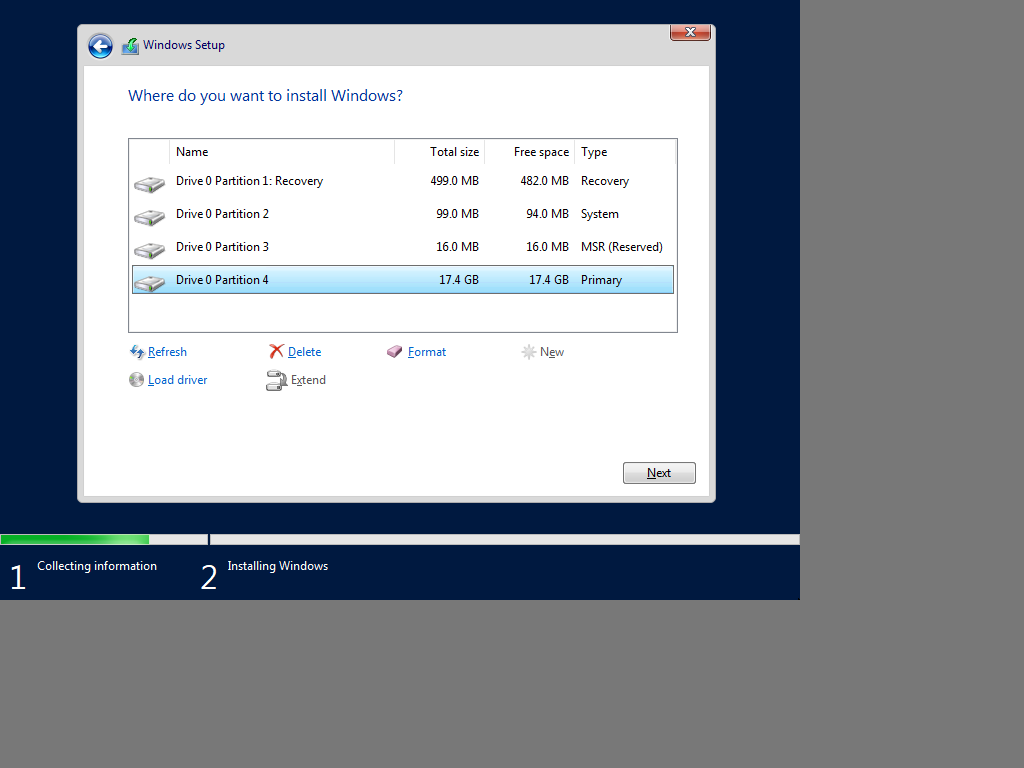 Windows Setup
Where do you want to install Windows?
Name Total size Free space Type
Drive 0 Partition 1: Recovery 499.0 MB 482.0 MB Recovery
Drive 0 Partition 2 99.0 MB 94.0 MB System
Drive 0 Partition 3 16.0 MB 16.0 MB MSR (Reserved)
Drive 0 Partition 4 17.4 GB 17.4 GB Primary
Refresh Delete Format New
Load driver Extend
Next
1 Collecting information 2 Installing Windows